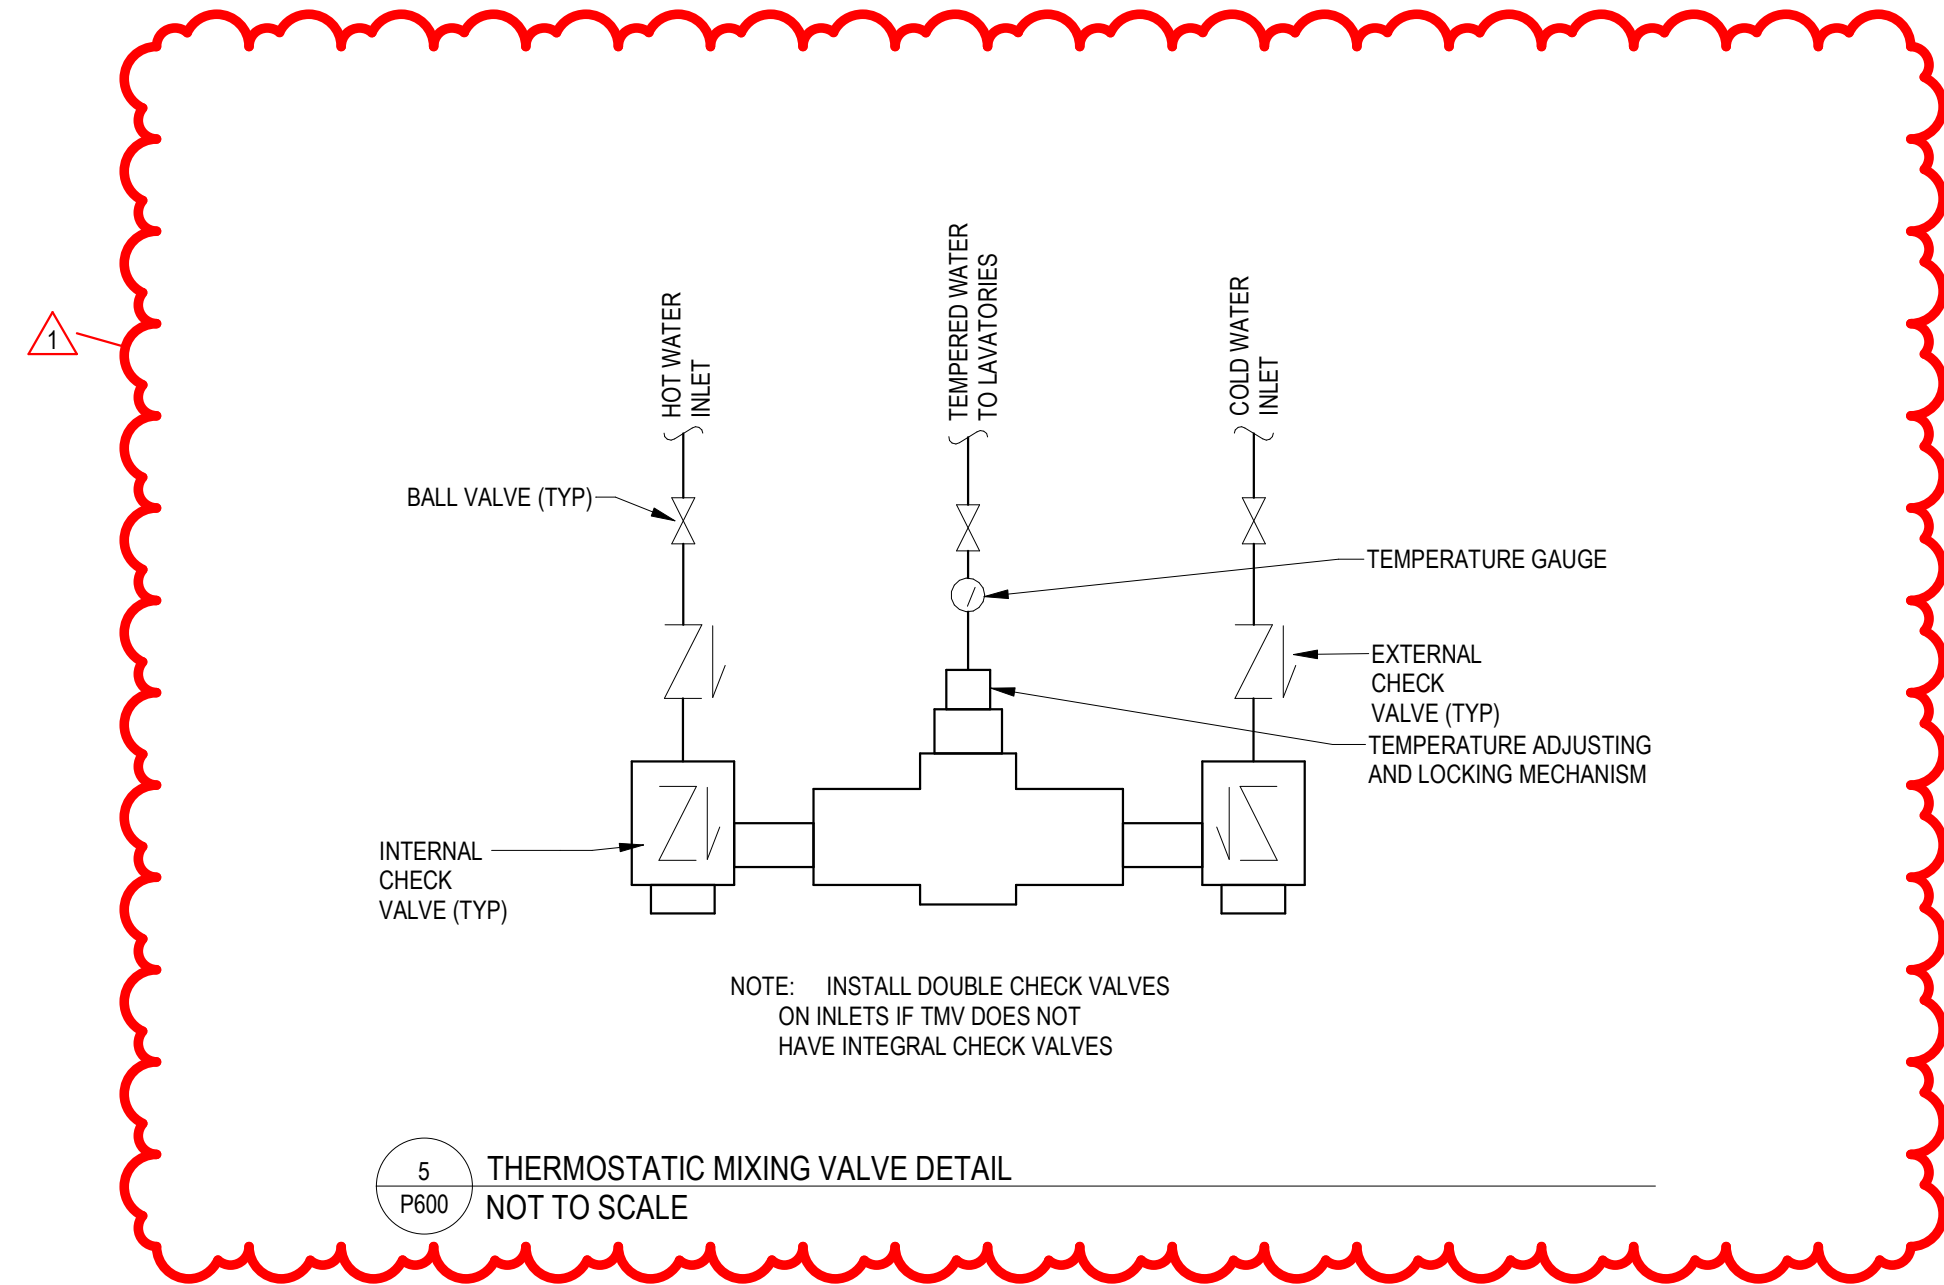 1
HOT WATER
INLET
TEMPERED WATER
TO LAVATORIES
COLD WATER
INLET
BALL VALVE (TYP)
TEMPERATURE GAUGE
EXTERNAL
CHECK
VALVE (TYP)
TEMPERATURE ADJUSTING
AND LOCKING MECHANISM
INTERNAL
CHECK
VALVE (TYP)
NOTE: INSTALL DOUBLE CHECK VALVES
ON INLETS IF TMV DOES NOT
HAVE INTEGRAL CHECK VALVES
5
P600
THERMOSTATIC MIXING VALVE DETAIL
NOT TO SCALE